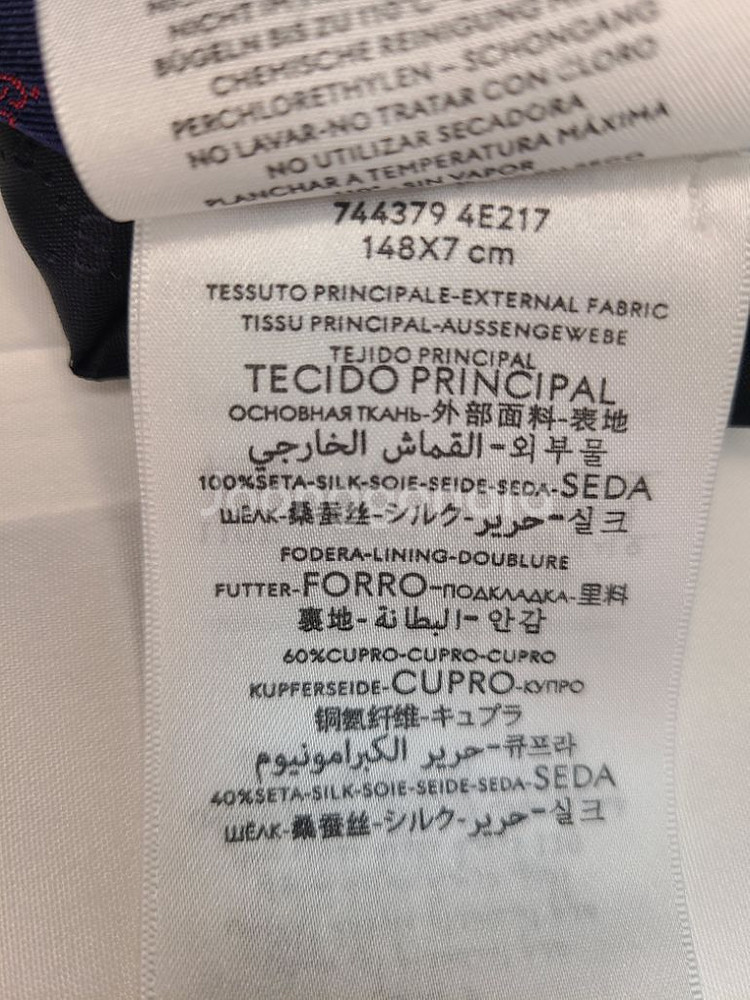 NICHT IM
BÜGELN BIS ZU 110°C
CHEMISCHE REINIGUNG
PERCHLORETHYLEN – SCHONGANG
NO LAVAR-NO TRATAR CON CLORO
NO UTILIZAR SECADORA
PLANCHAR A TEMPERATURA MÁXIMA
SIN VAPOR
744379 4E217
148X7 cm
TESSUTO PRINCIPALE-EXTERNAL FABRIC
TISSU PRINCIPAL-AUSSENGEWEBE
TEJIDO PRINCIPAL
TECIDO PRINCIPAL
ОСНОВНАЯ ТКАНЬ-外部面料-表地
القماش الخارجي-외부물
100%SETA-SILK-SOIE-SEIDE-SEDA-SEDA
ШЁЛК-桑蚕丝-シルク-حرير-실크
FODERA-LINING-DOUBLURE
FUTTER-FORRO-ПОДКЛАДКА-里料
裏地-البطانة-안감
60%CUPRO-CUPRO-CUPRO
KUPFERSEIDE-CUPRO-КУПРО
铜氨纤维-キュプラ
حرير الكبرامونيوم-큐프라
40%SETA-SILK-SOIE-SEIDE-SEDA-SEDA
ШЁЛК-桑蚕丝-シルク-حرير-실크